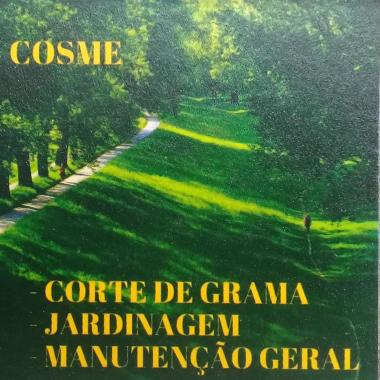 COSME
- CORTE DE GRAMA
- JARDINAGEM
- MANUTENÇÃO GERAL